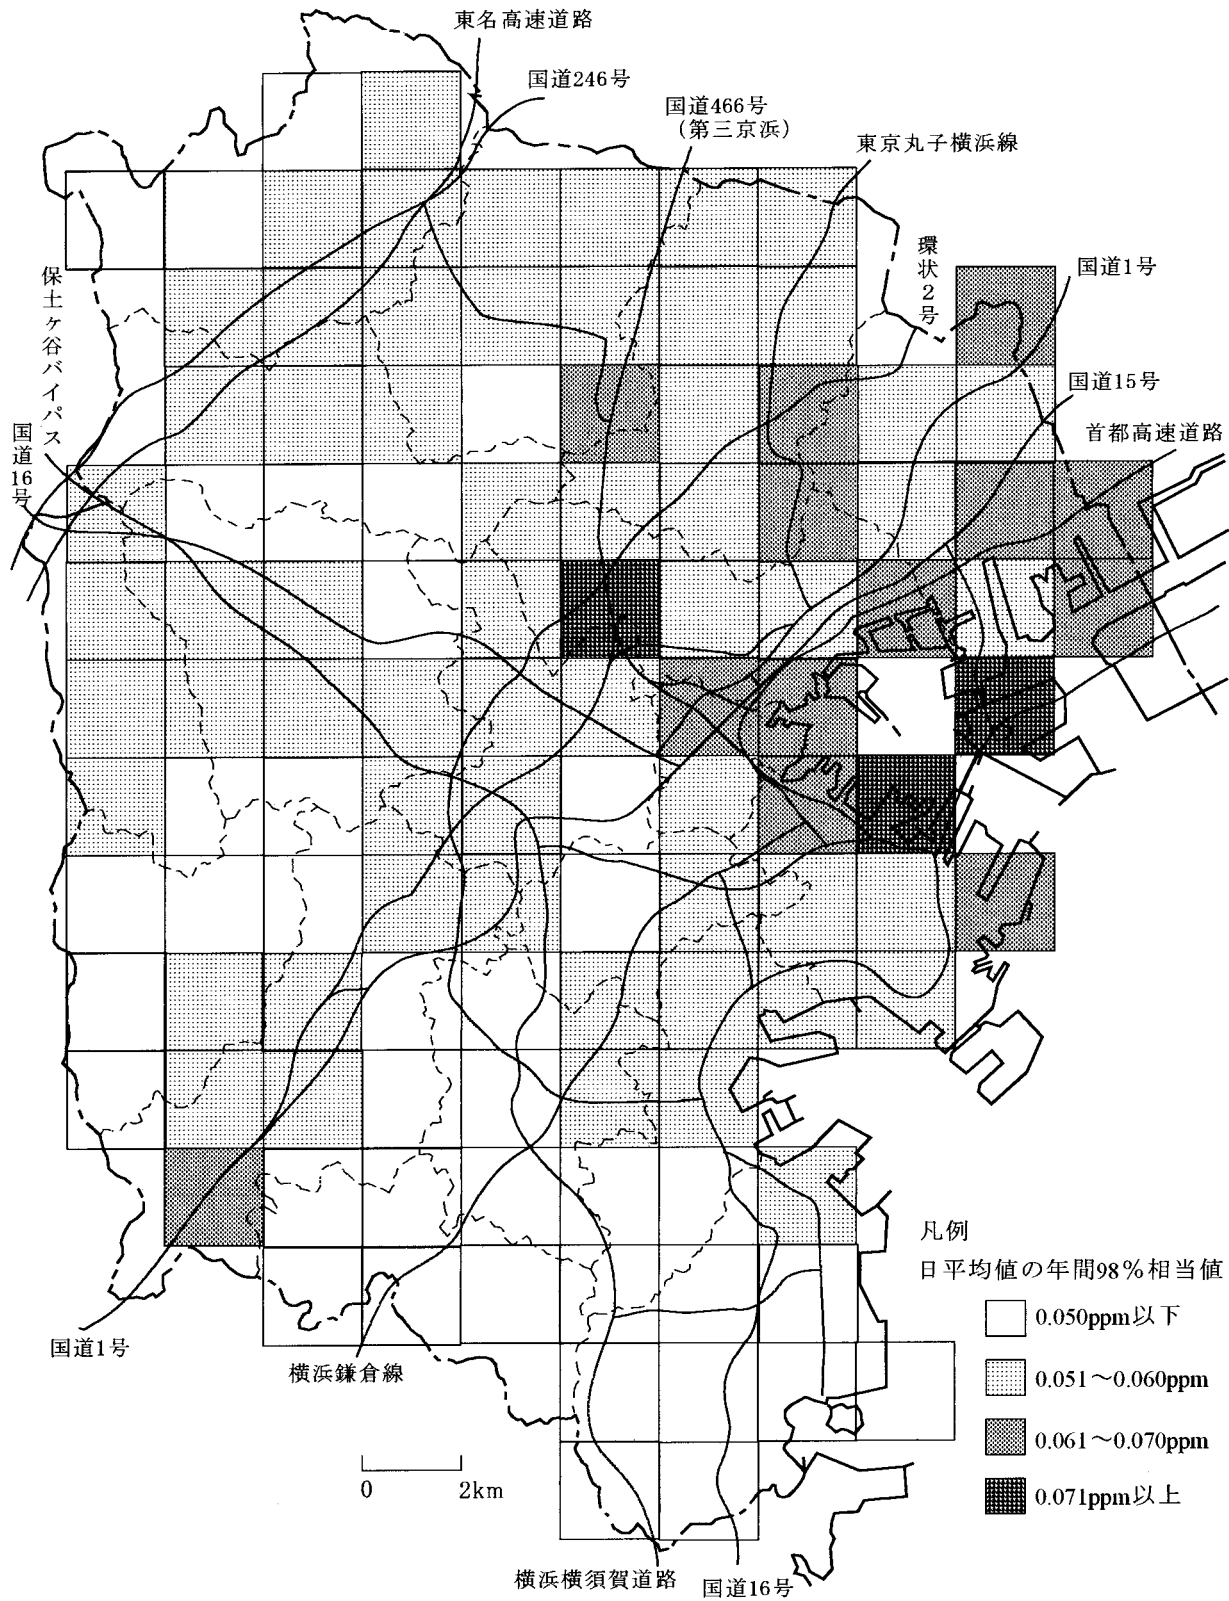 東名高速道路
国道246号
国道466号
（第三京浜）
東京丸子横浜線
環状2号
国道1号
保土ヶ谷バイパス
国道15号
国道16号
首都高速道路
凡例
日平均値の年間98％相当値
0.050ppm以下
0.051～0.060ppm
0.061～0.070ppm
0.071ppm以上
国道1号
横浜鎌倉線
0 2km
横浜横須賀道路
国道16号